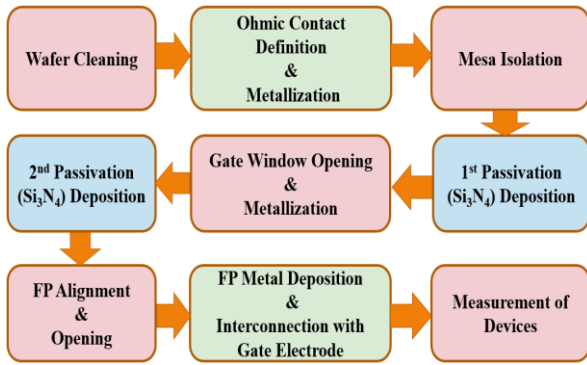 Wafer Cleaning
Ohmic Contact
Definition
&
Metallization
Mesa Isolation
1st Passivation
(Si₃N₄) Deposition
Gate Window Opening
&
Metallization
2nd Passivation
(Si₃N₄) Deposition
FP Alignment
&
Opening
FP Metal Deposition
&
Interconnection with
Gate Electrode
Measurement of
Devices